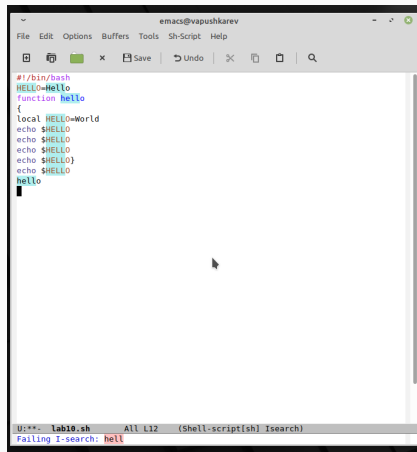 emacs@vapushkarev
File Edit Options Buffers Tools Sh-Script Help
Save Undo
#!/bin/bash
HELLO=Hello
function hello
{
local HELLO=World
echo $HELLO
echo $HELLO
echo $HELLO
echo $HELLO}
echo $HELLO
hello
U:**- lab10.sh All L12 (Shell-script[sh] Isearch)
Failing I-search: hell